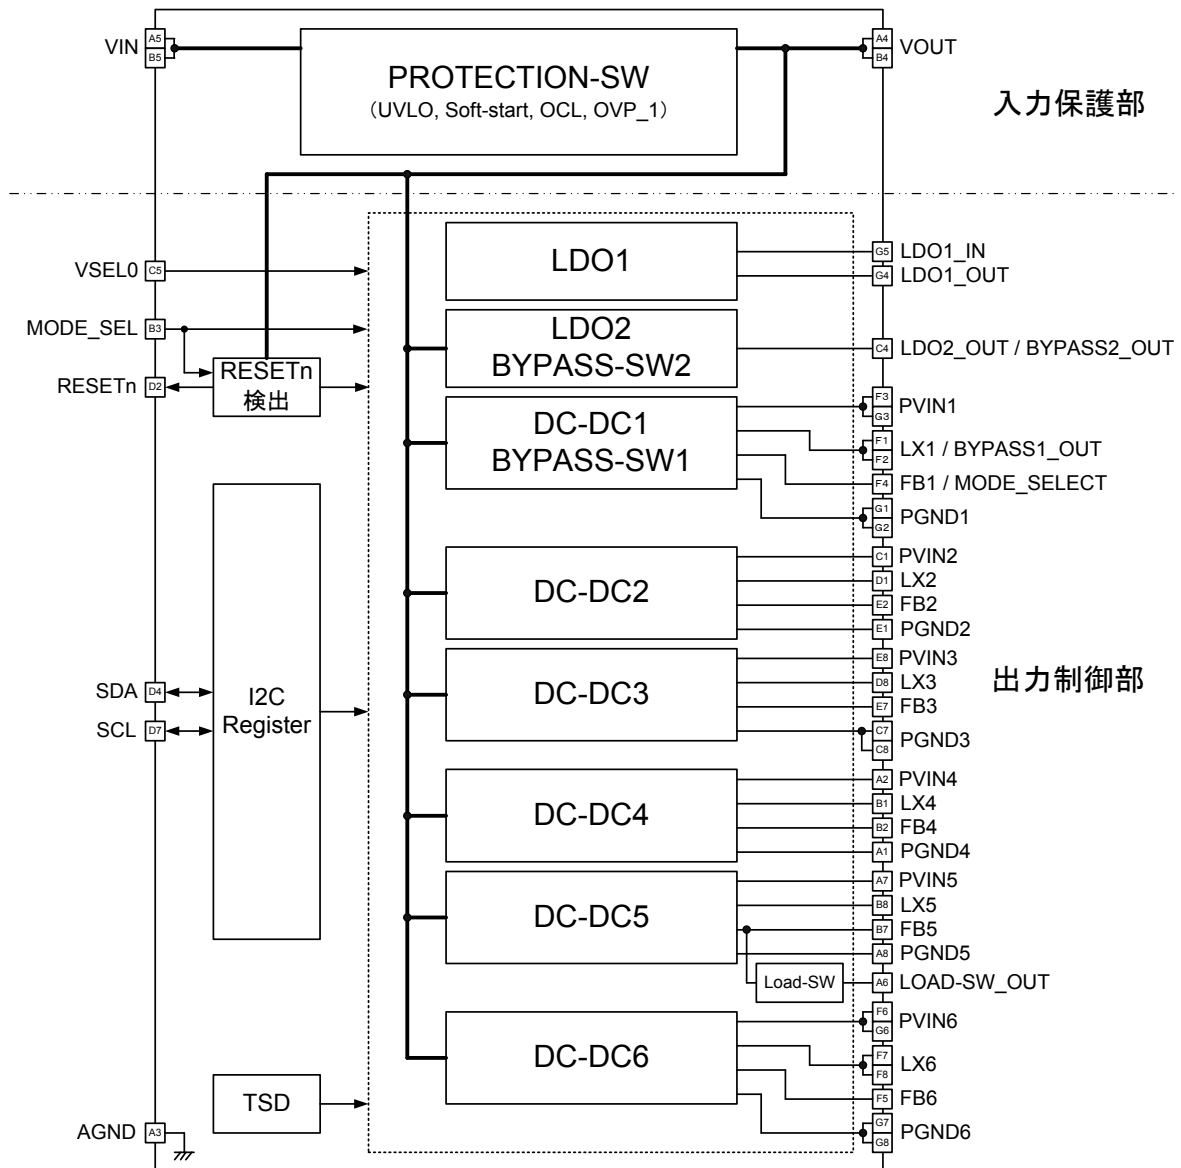 VIN
A5
B5
PROTECTION-SW
(UVLO, Soft-start, OCL, OVP_1)
A4
B4
VOUT
入力保護部
VSEL0
C5
MODE_SEL
B3
RESETn
D2
RESETn
検出
LDO1
G5
LDO1_IN
G4
LDO1_OUT
LDO2
BYPASS-SW2
C4
LDO2_OUT / BYPASS2_OUT
DC-DC1
BYPASS-SW1
F3
G3
PVIN1
F1
F2
LX1 / BYPASS1_OUT
F4
FB1 / MODE_SELECT
G1
G2
PGND1
DC-DC2
C1
PVIN2
D1
LX2
E2
FB2
E1
PGND2
SDA
D4
SCL
D7
I2C
Register
DC-DC3
E8
PVIN3
D8
LX3
E7
FB3
C7
C8
PGND3
出力制御部
DC-DC4
A2
PVIN4
B1
LX4
B2
FB4
A1
PGND4
DC-DC5
A7
PVIN5
B8
LX5
B7
FB5
A8
PGND5
Load-SW
A6
LOAD-SW_OUT
DC-DC6
F6
G6
PVIN6
F7
F8
LX6
F5
FB6
G7
G8
PGND6
TSD
AGND
A3